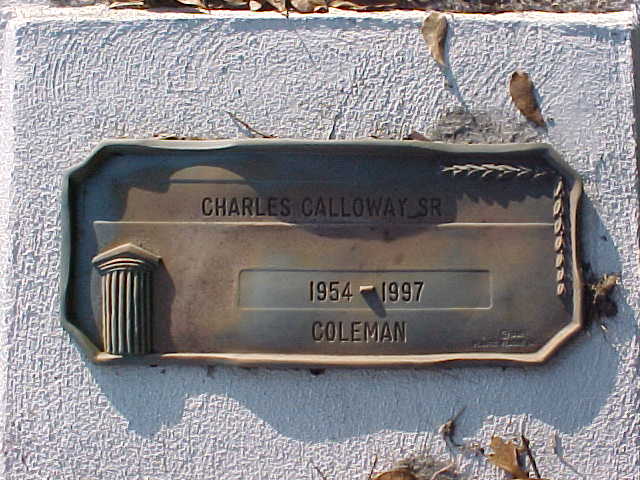 CHARLES CALLOWAY SR
1954 - 1997
COLEMAN